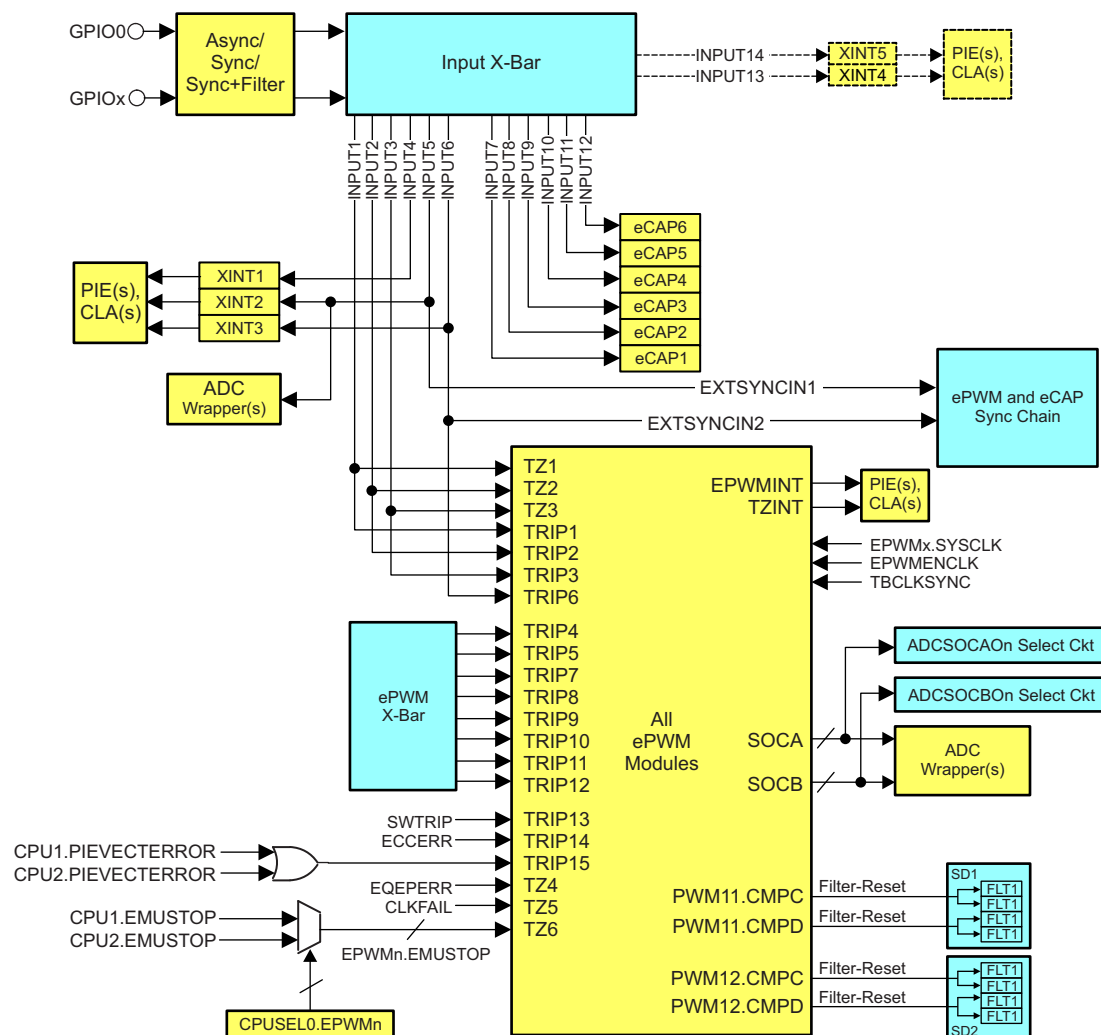 GPIO0
GPIOx
Async/
Sync/
Sync+Filter
Input X-Bar
INPUT14
INPUT13
XINT5
XINT4
PIE(s),
CLA(s)
INPUT1
INPUT2
INPUT3
INPUT4
INPUT5
INPUT6
INPUT7
INPUT8
INPUT9
INPUT10
INPUT11
INPUT12
eCAP6
eCAP5
eCAP4
eCAP3
eCAP2
eCAP1
PIE(s),
CLA(s)
XINT1
XINT2
XINT3
ADC
Wrapper(s)
EXTSYNCIN1
EXTSYNCIN2
ePWM and eCAP
Sync Chain
TZ1
TZ2
TZ3
TRIP1
TRIP2
TRIP3
TRIP6
EPWMINT
TZINT
PIE(s),
CLA(s)
EPWMx.SYSCLK
EPWMENCLK
TBCLKSYNC
ePWM
X-Bar
TRIP4
TRIP5
TRIP7
TRIP8
TRIP9
TRIP10
TRIP11
TRIP12
All
ePWM
Modules
SOCA
SOCB
ADCSOCAOn Select Ckt
ADCSOCBOn Select Ckt
ADC
Wrapper(s)
SWTRIP
ECCERR
CPU1.PIEVECTERROR
CPU2.PIEVECTERROR
TRIP13
TRIP14
TRIP15
EQEPERR
CLKFAIL
TZ4
TZ5
TZ6
CPU1.EMUSTOP
CPU2.EMUSTOP
EPWMn.EMUSTOP
CPUSEL0.EPWMn
PWM11.CMPC
PWM11.CMPD
PWM12.CMPC
PWM12.CMPD
Filter-Reset
Filter-Reset
Filter-Reset
Filter-Reset
SD1
FLT1
FLT1
FLT1
FLT1
FLT1
FLT1
FLT1
FLT1
SD2